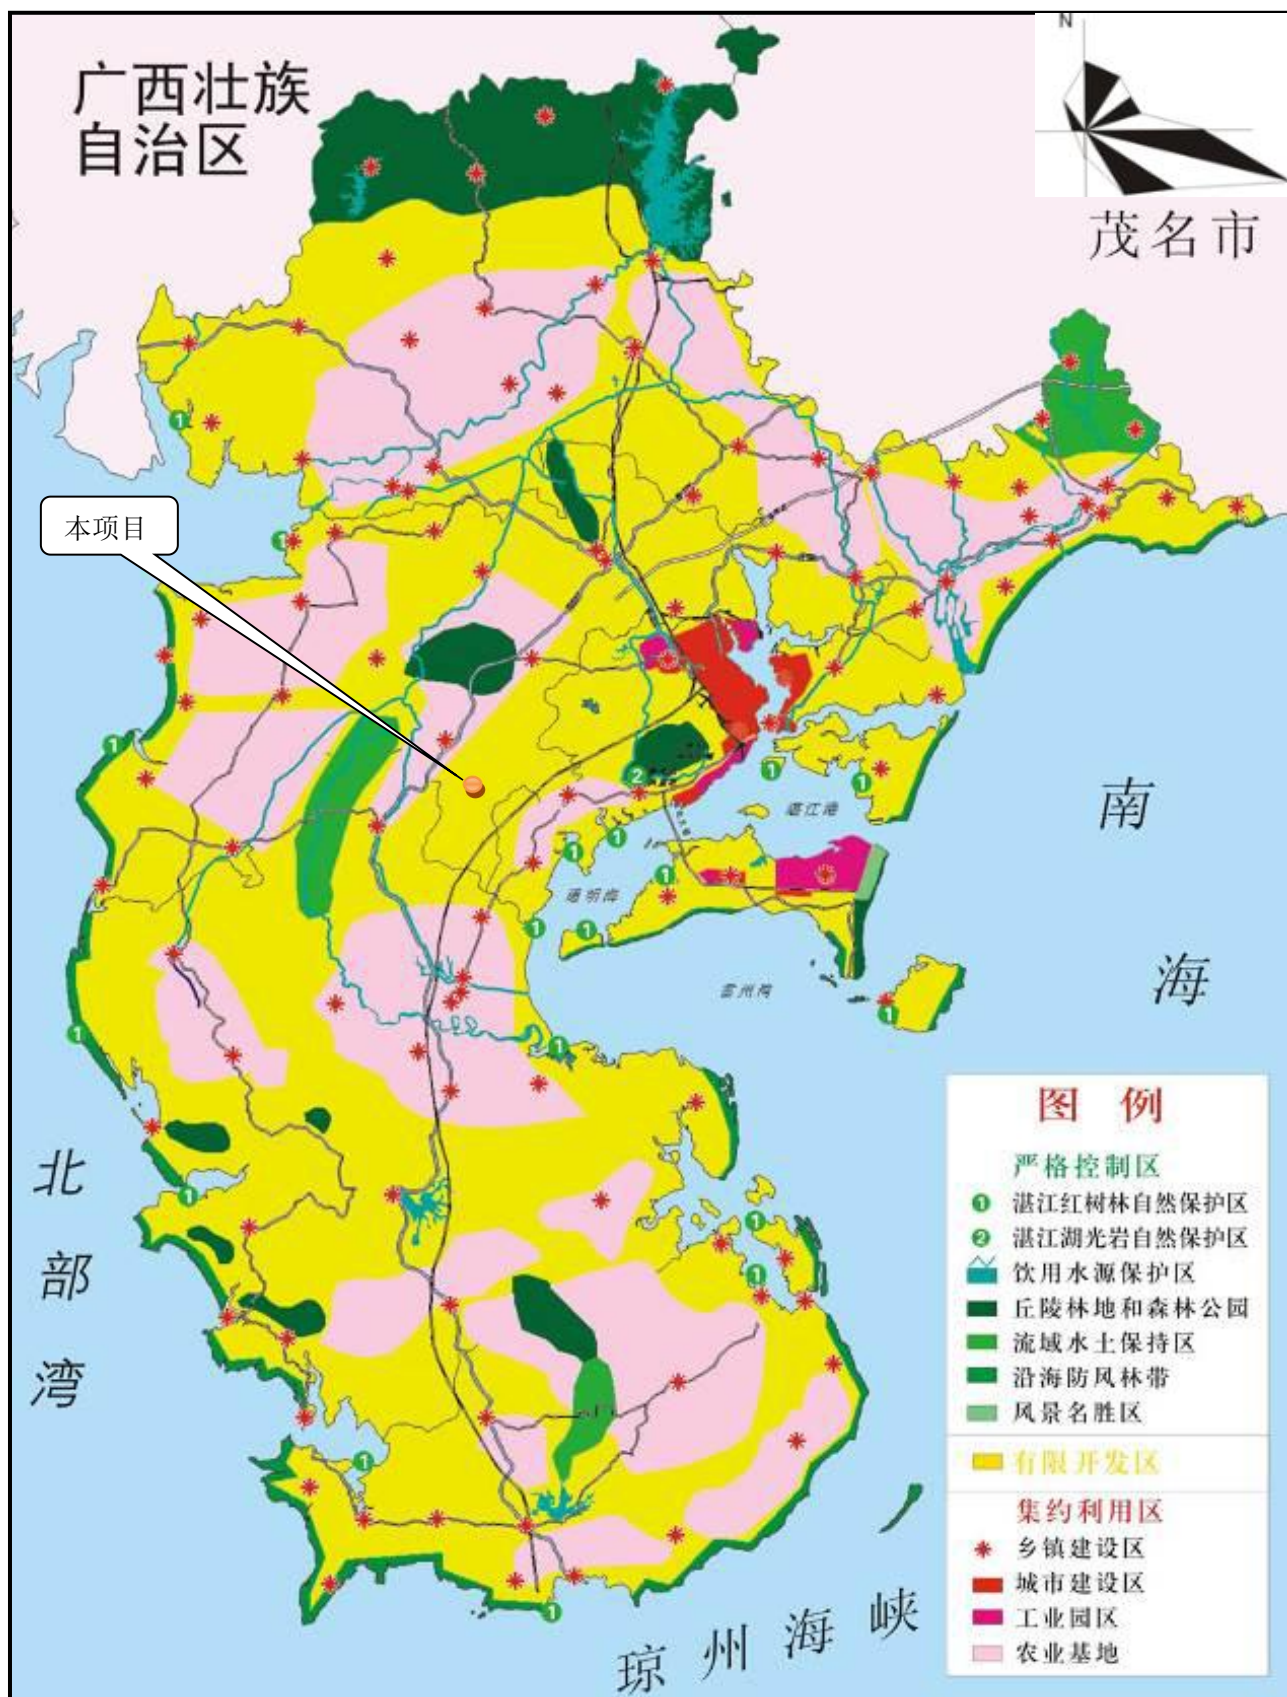 广西壮族
自治区
N
茂名市
本项目
南
海
湛江港
通明海
雷州湾
北
部
湾
琼州海峡
图 例
严格控制区
1 湛江红树林自然保护区
2 湛江湖光岩自然保护区
饮用水源保护区
丘陵林地和森林公园
流域水土保持区
沿海防风林带
风景名胜区
有限开发区
集约利用区
乡镇建设区
城市建设区
工业园区
农业基地